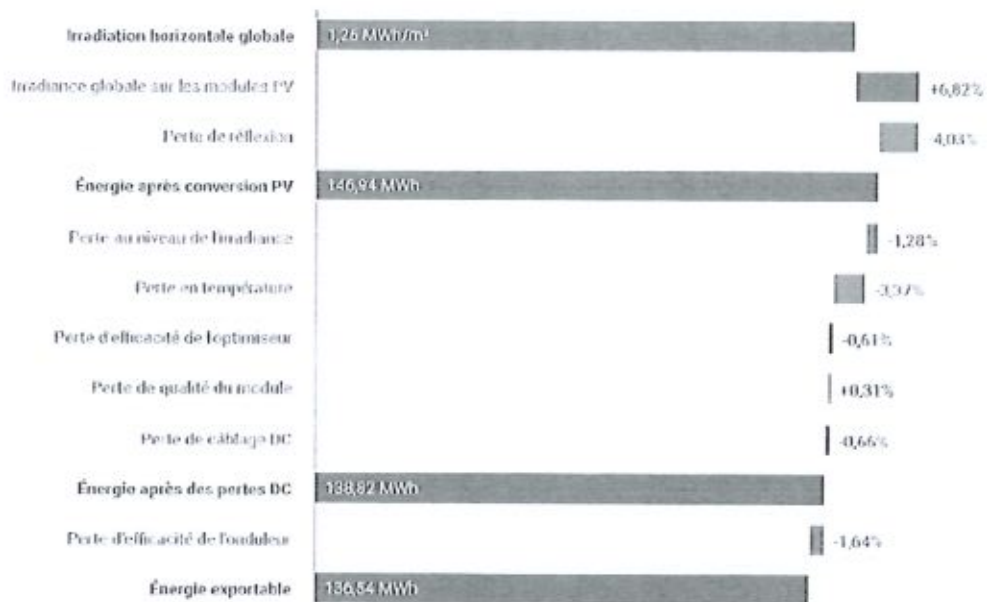 Irradiation horizontale globale
1,26 MWh/m²
Irradiance globale sur les modules PV
+6,82%
Perte de réflexion
-4,03%
Énergie après conversion PV
146,94 MWh
Perte au niveau de l'irradiance
-1,28%
Perte en température
-3,37%
Perte d'efficacité de l'optimiseur
-0,61%
Perte de qualité du module
+0,31%
Perte de câblage DC
-0,66%
Énergie après des pertes DC
138,82 MWh
Perte d'efficacité de l'onduleur
-1,64%
Énergie exportable
136,54 MWh